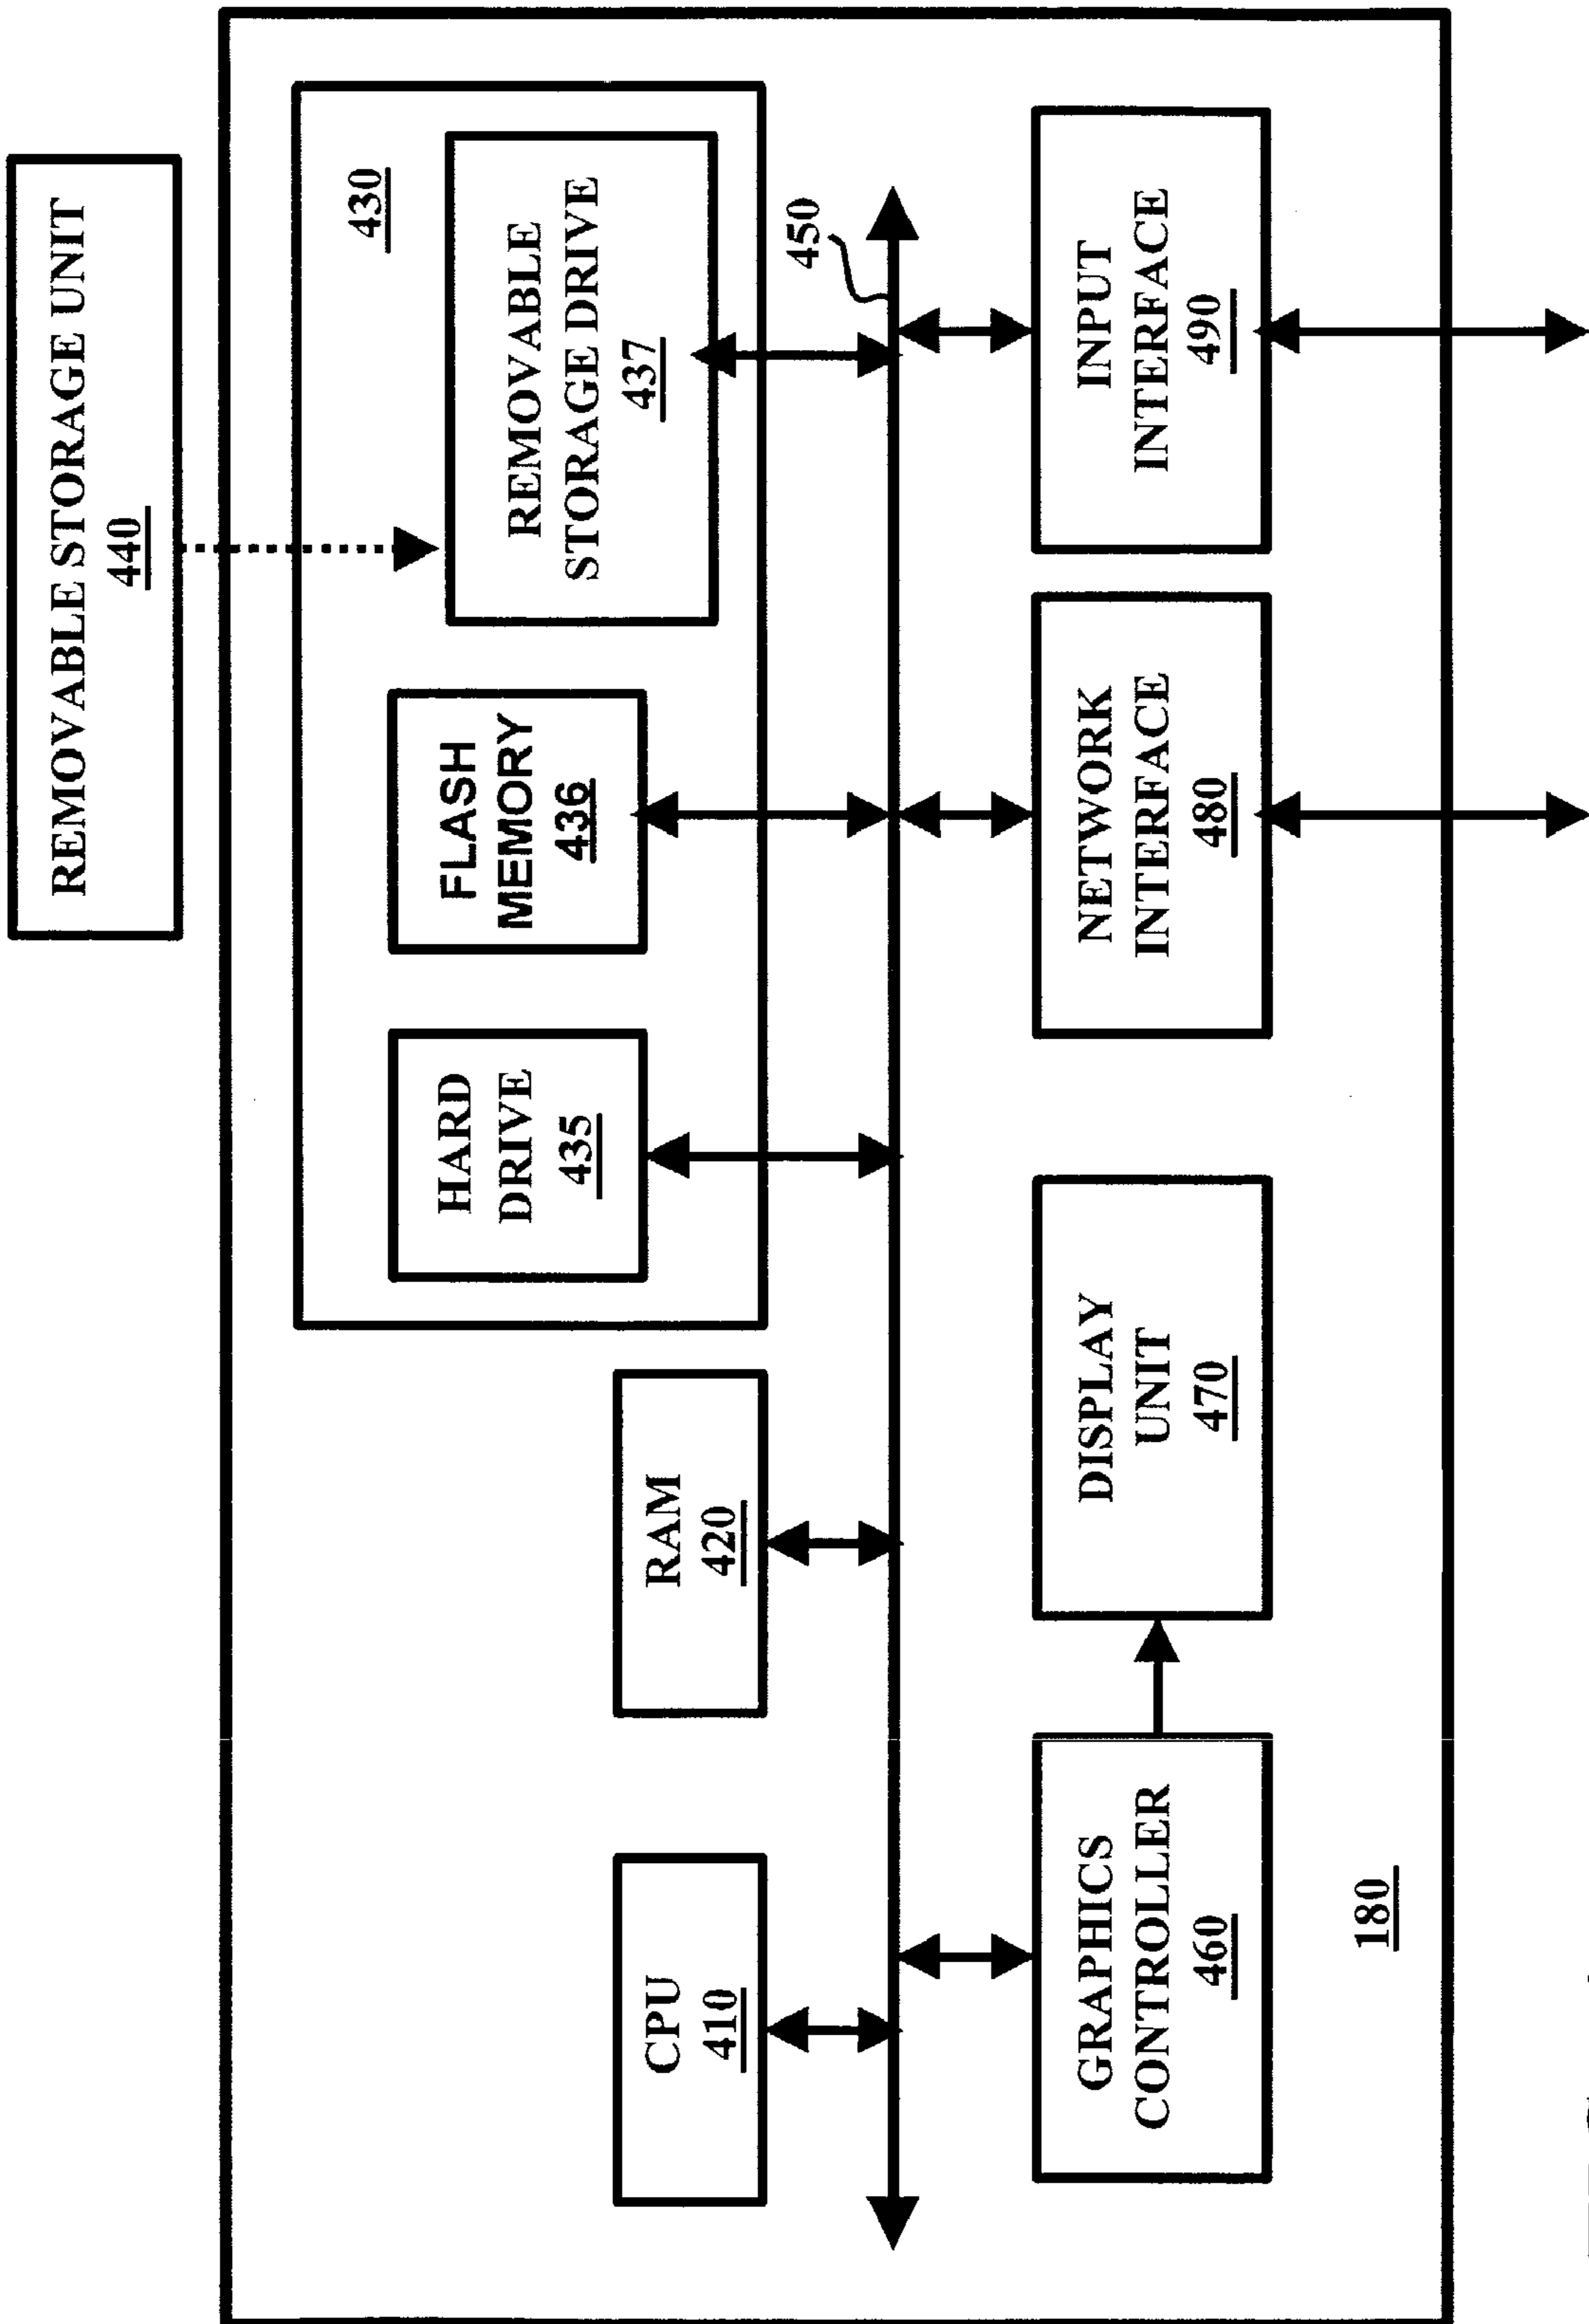 REMOVABLE STORAGE UNIT
440
430
HARD
DRIVE
435
FLASH
MEMORY
436
REMOVABLE
STORAGE DRIVE
437
CPU
410
RAM
420
450
GRAPHICS
CONTROLLER
460
DISPLAY
UNIT
470
NETWORK
INTERFACE
480
INPUT
INTERFACE
490
180